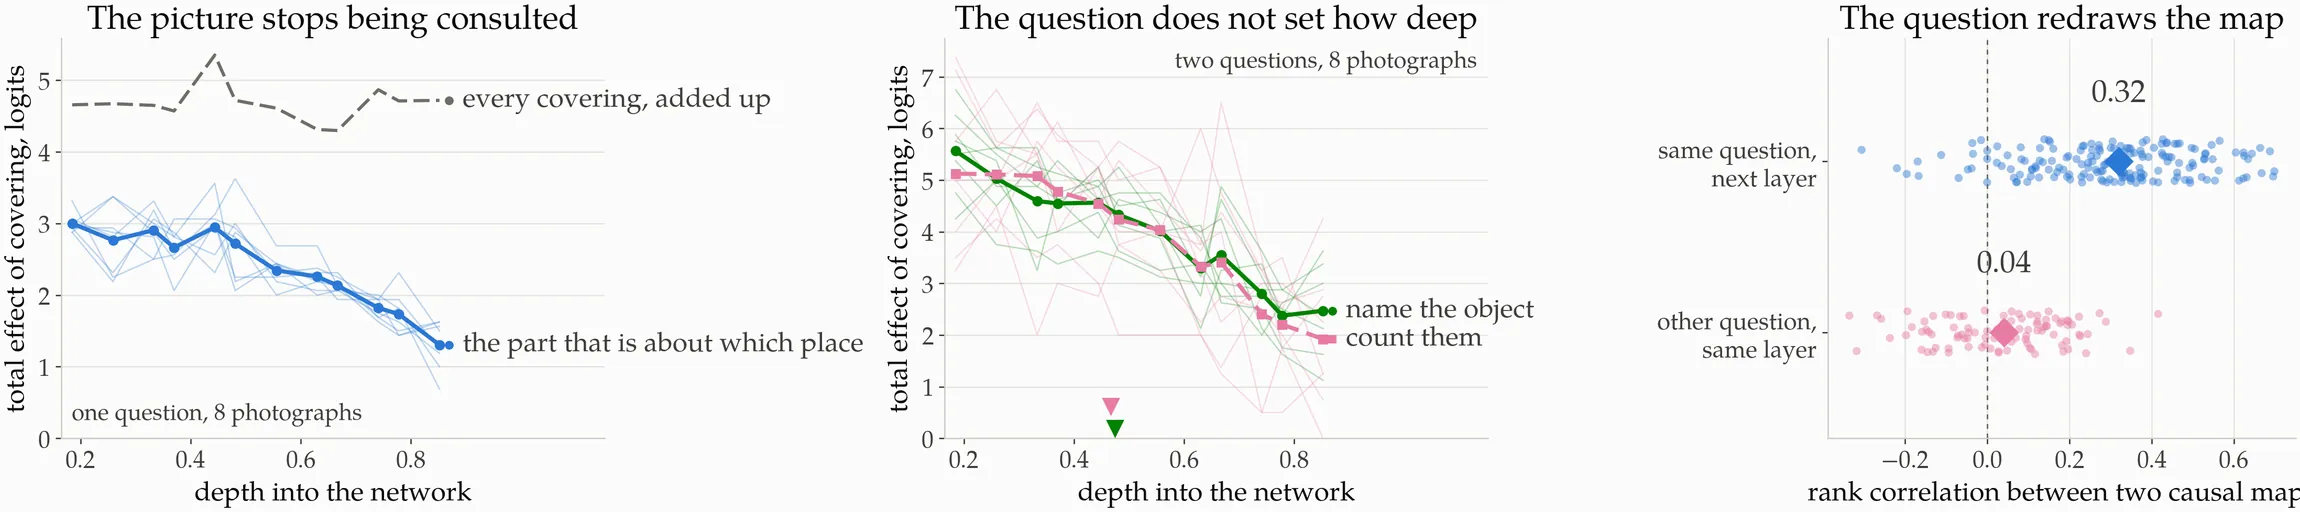 The picture stops being consulted
total effect of covering, logits
5
4
3
2
1
0
every covering, added up
the part that is about which place
one question, 8 photographs
0.2 0.4 0.6 0.8
depth into the network
The question does not set how deep
total effect of covering, logits
two questions, 8 photographs
7
6
5
4
3
2
1
0
name the object
count them
0.2 0.4 0.6 0.8
depth into the network
The question redraws the map
0.32
same question,
next layer
0.04
other question,
same layer
−0.2 0.0 0.2 0.4 0.6
rank correlation between two causal map